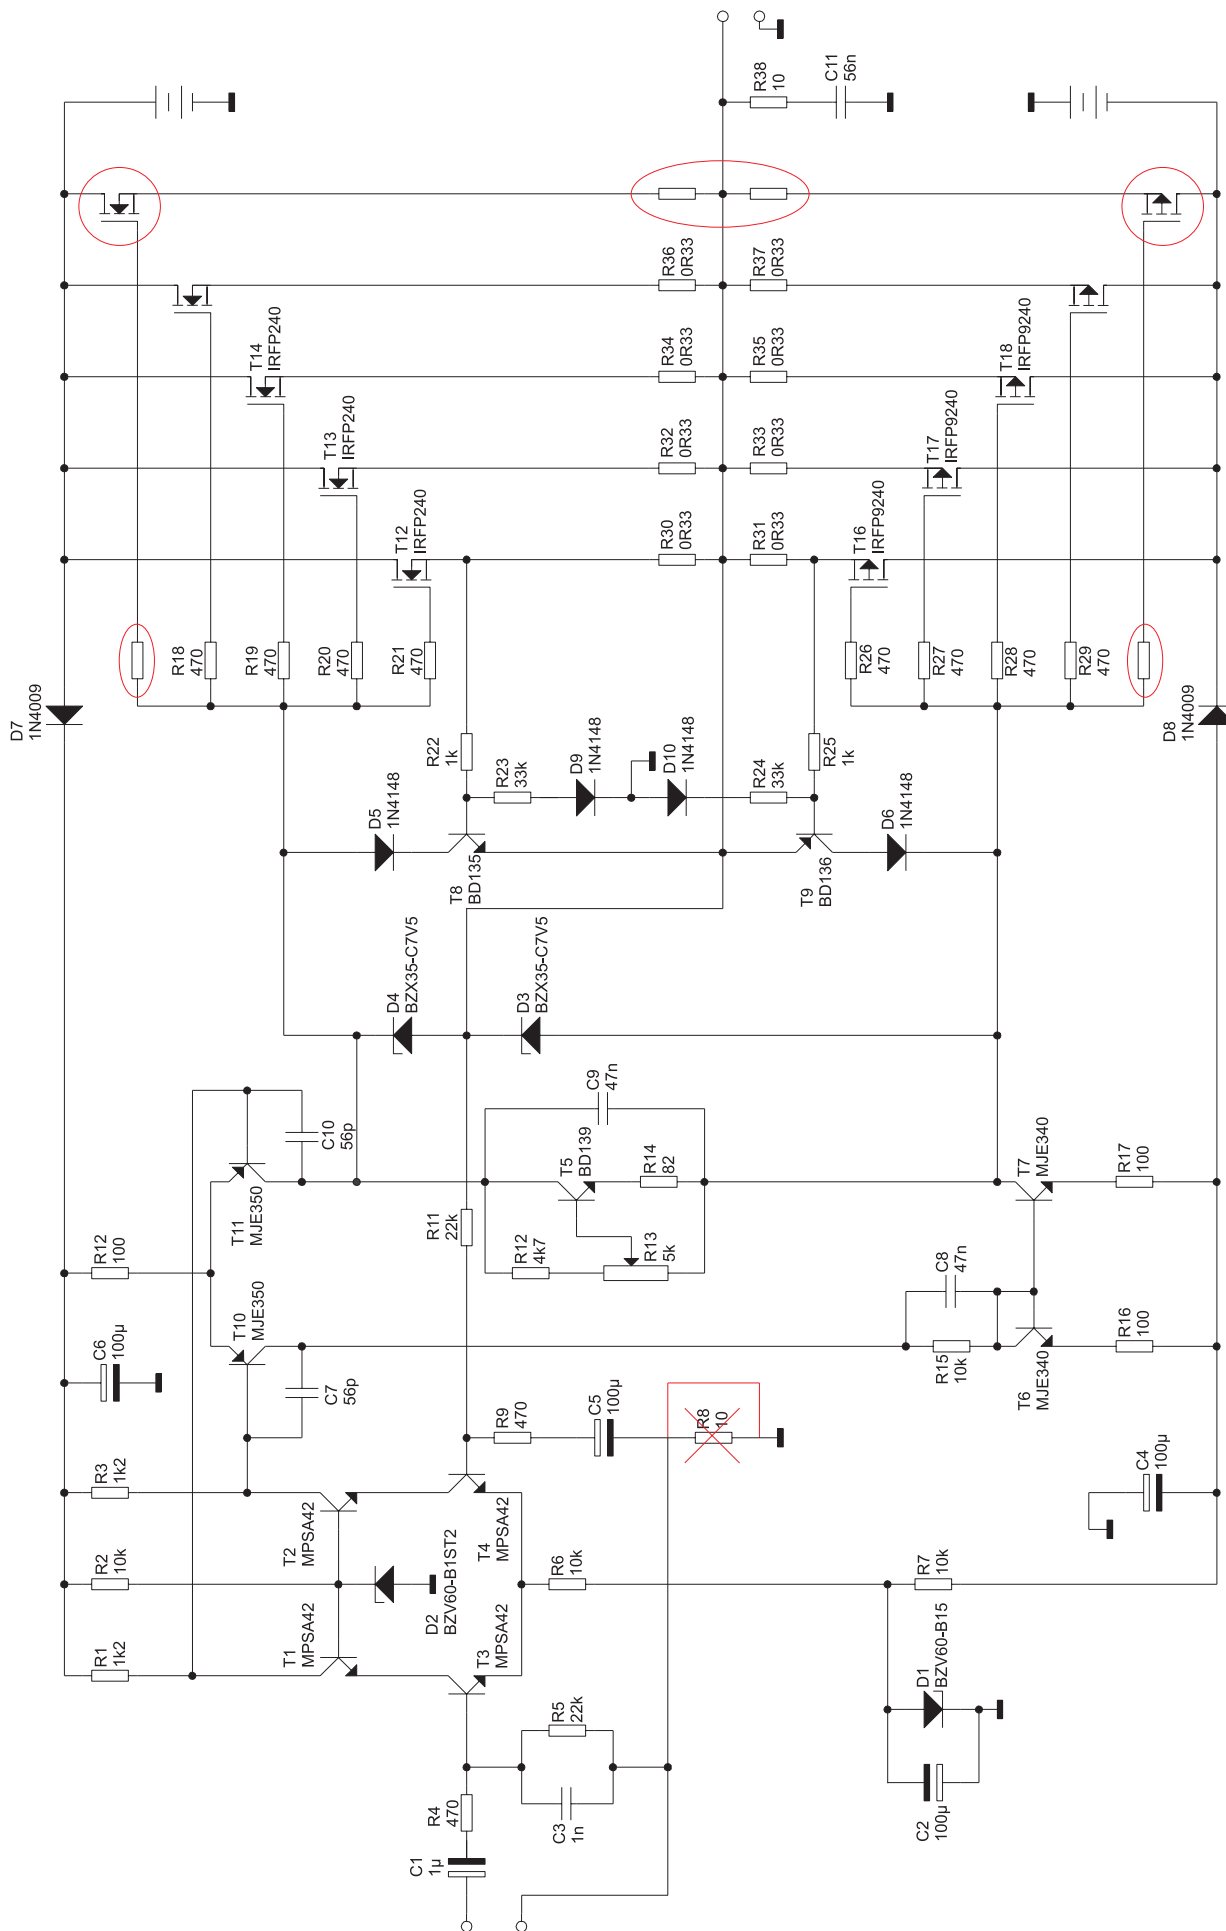 D7
1N4009
R1
1k2
R2
10k
R3
1k2
C6
100µ
R12
100
T10
MJE350
T11
MJE350
C7
56p
C10
56p
T1
MPSA42
T2
MPSA42
D2
BZV60-B1ST2
C1
1µ
R4
470
T3
MPSA42
T4
MPSA42
C3
1n
R5
22k
R6
10k
R9
470
C5
100µ
R8
10
R11
22k
R12
4k7
R13
5k
T5
BD139
R14
82
C9
47n
D4
BZX35-C7V5
D3
BZX35-C7V5
D5
1N4148
T8
BD135
R22
1k
R23
33k
D9
1N4148
D10
1N4148
R24
33k
R25
1k
T9
BD136
D6
1N4148
R18
470
R19
470
R20
470
R21
470
T12
IRFP240
T13
IRFP240
T14
IRFP240
R30
0R33
R32
0R33
R34
0R33
R36
0R33
R31
0R33
R33
0R33
R35
0R33
R37
0R33
R38
10
C11
56n
T16
IRFP9240
T17
IRFP9240
T18
IRFP9240
R26
470
R27
470
R28
470
R29
470
C2
100µ
D1
BZV60-B15
R7
10k
C4
100µ
R15
10k
C8
47n
T6
MJE340
T7
MJE340
R16
100
R17
100
D8
1N4009